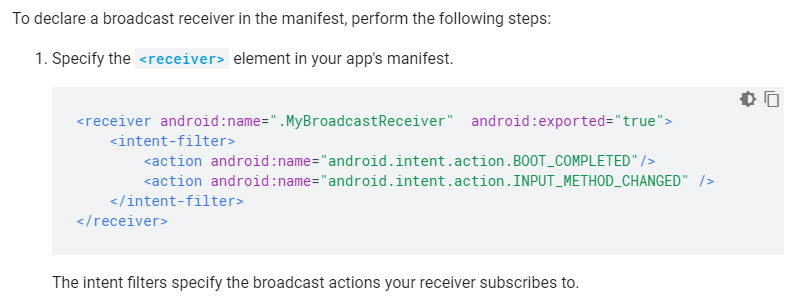 To declare a broadcast receiver in the manifest, perform the following steps:
1. Specify the <receiver> element in your app's manifest.
<receiver android:name=".MyBroadcastReceiver"  android:exported="true">
    <intent-filter>
        <action android:name="android.intent.action.BOOT_COMPLETED"/>
        <action android:name="android.intent.action.INPUT_METHOD_CHANGED" />
    </intent-filter>
</receiver>
The intent filters specify the broadcast actions your receiver subscribes to.